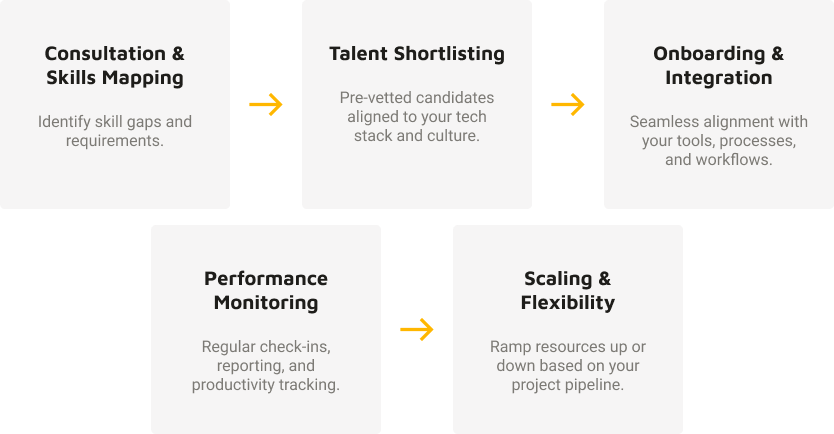 Consultation &
Skills Mapping
Identify skill gaps and
requirements.
Talent Shortlisting
Pre-vetted candidates
aligned to your tech
stack and culture.
Onboarding &
Integration
Seamless alignment with
your tools, processes,
and workflows.
Performance
Monitoring
Regular check-ins,
reporting, and
productivity tracking.
Scaling &
Flexibility
Ramp resources up or
down based on your
project pipeline.